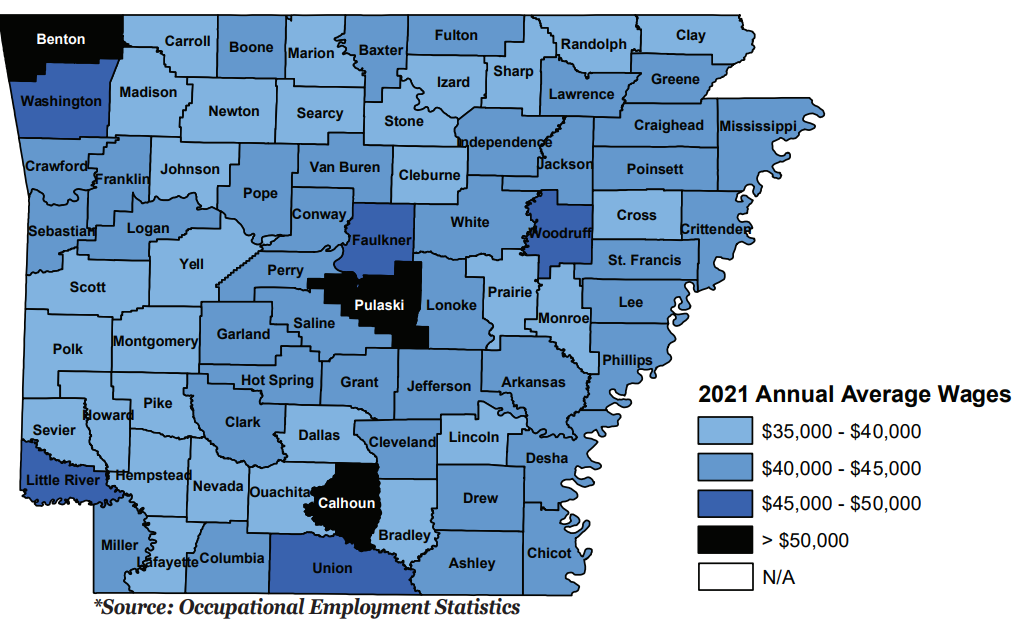 Benton
Carroll
Boone
Marion
Baxter
Fulton
Randolph
Clay
Sharp
Izard
Greene
Lawrence
Washington
Madison
Newton
Searcy
Stone
Independence
Craighead
Mississippi
Jackson
Poinsett
Crawford
Franklin
Johnson
Van Buren
Cleburne
Pope
Conway
White
Woodruff
Cross
Crittenden
Sebastian
Logan
Faulkner
St. Francis
Yell
Perry
Scott
Pulaski
Lonoke
Prairie
Monroe
Lee
Saline
Garland
Montgomery
Polk
Phillips
Hot Spring
Grant
Jefferson
Arkansas
Howard
Pike
Sevier
Clark
Dallas
Cleveland
Lincoln
Desha
Little River
Hempstead
Nevada
Ouachita
Calhoun
Drew
Bradley
Miller
Lafayette
Columbia
Union
Ashley
Chicot
2021 Annual Average Wages
$35,000 - $40,000
$40,000 - $45,000
$45,000 - $50,000
> $50,000
N/A
*Source: Occupational Employment Statistics